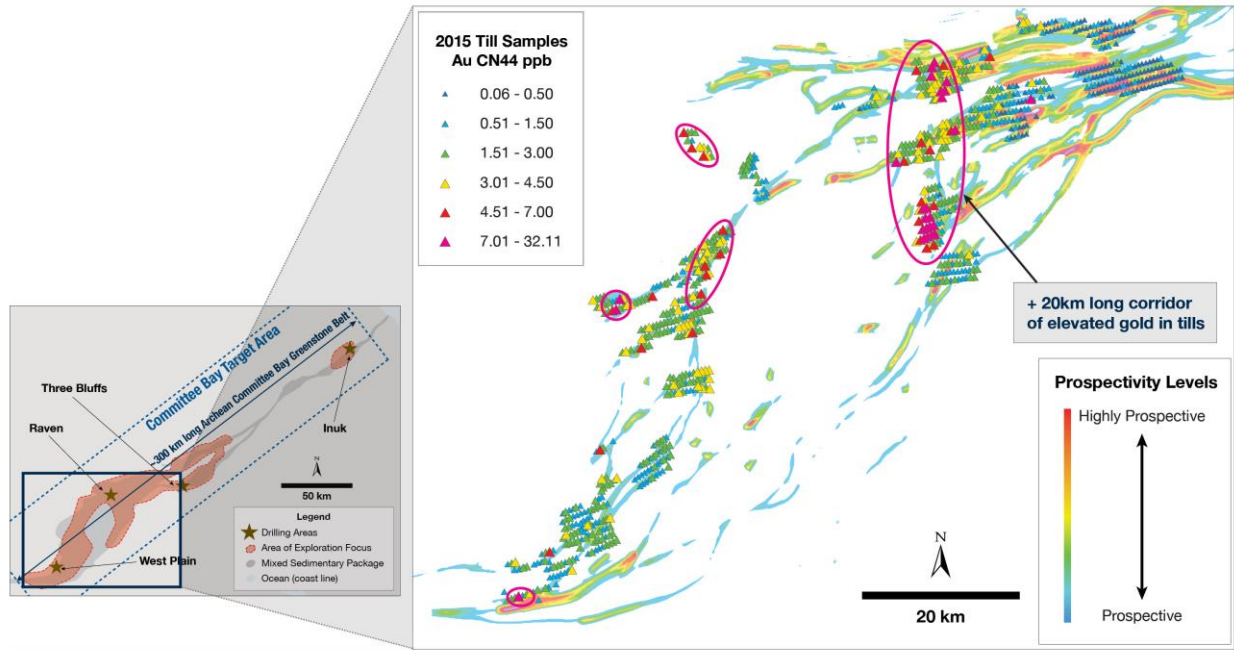 2015 Till Samples
Au CN44 ppb
0.06 - 0.50
0.51 - 1.50
1.51 - 3.00
3.01 - 4.50
4.51 - 7.00
7.01 - 32.11
+ 20km long corridor
of elevated gold in tills
Prospectivity Levels
Highly Prospective
Prospective
N
20 km
Committee Bay Target Area
~300 km long Archean Committee Bay Greenstone Belt
Three Bluffs
Raven
Inuk
West Plain
N
50 km
Legend
Drilling Areas
Area of Exploration Focus
Mixed Sedimentary Package
Ocean (coast line)